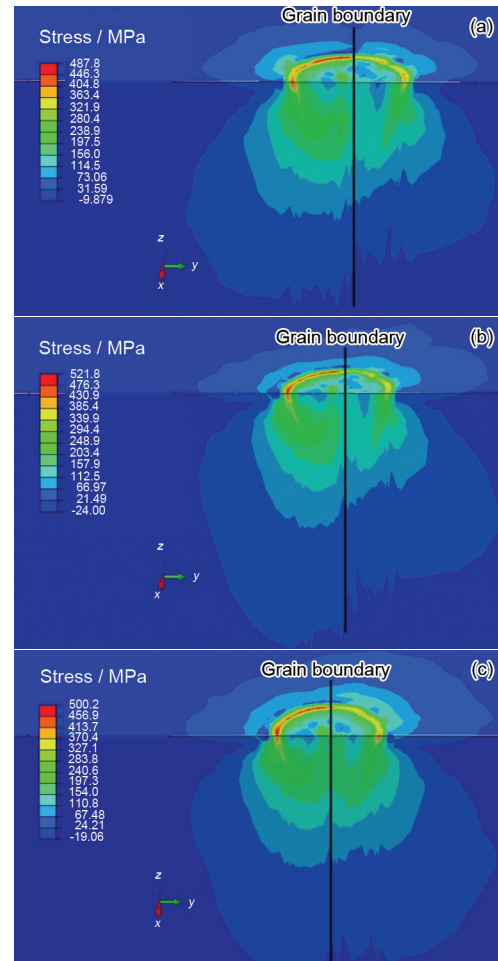 Grain boundary
(a)
Stress / MPa
487.8
446.3
404.8
363.4
321.9
280.4
238.9
197.5
156.0
114.5
73.06
31.59
-9.879
z
y
x
Grain boundary
(b)
Stress / MPa
521.8
476.3
430.9
385.4
339.9
294.4
248.9
203.4
157.9
112.5
66.97
21.49
-24.00
z
y
x
Grain boundary
(c)
Stress / MPa
500.2
456.9
413.7
370.4
327.1
283.8
240.6
197.3
154.0
110.8
67.48
24.21
-19.06
z
y
x